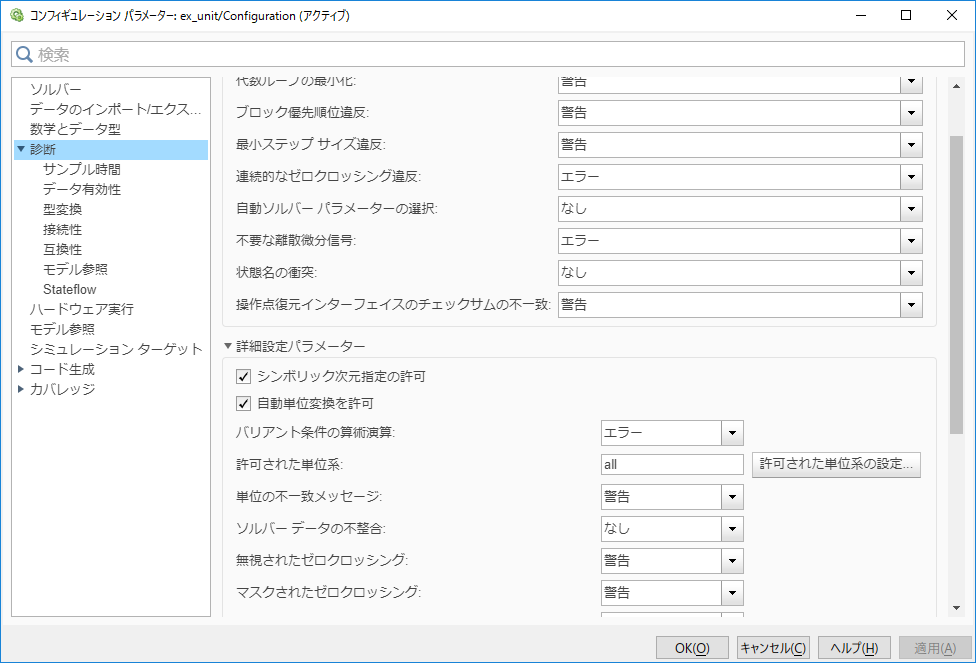 コンフィギュレーション パラメーター: ex_unit/Configuration (アクティブ)
検索
ソルバー
データのインポート/エクス...
数学とデータ型
診断
サンプル時間
データ有効性
型変換
接続性
互換性
モデル参照
Stateflow
ハードウェア実行
モデル参照
シミュレーション ターゲット
コード生成
カバレッジ
代数ループの最小化: 警告
ブロック優先順位違反: 警告
最小ステップ サイズ違反: 警告
連続的なゼロクロッシング違反: エラー
自動ソルバー パラメーターの選択: なし
不要な離散微分信号: エラー
状態名の衝突: なし
操作点復元インターフェイスのチェックサムの不一致: 警告
詳細設定パラメーター
シンボリック次元指定の許可
自動単位変換を許可
バリアント条件の算術演算: エラー
許可された単位系: all 許可された単位系の設定...
単位の不一致メッセージ: 警告
ソルバー データの不整合: なし
無視されたゼロクロッシング: 警告
マスクされたゼロクロッシング: 警告
OK(O) キャンセル(C) ヘルプ(H) 適用(A)